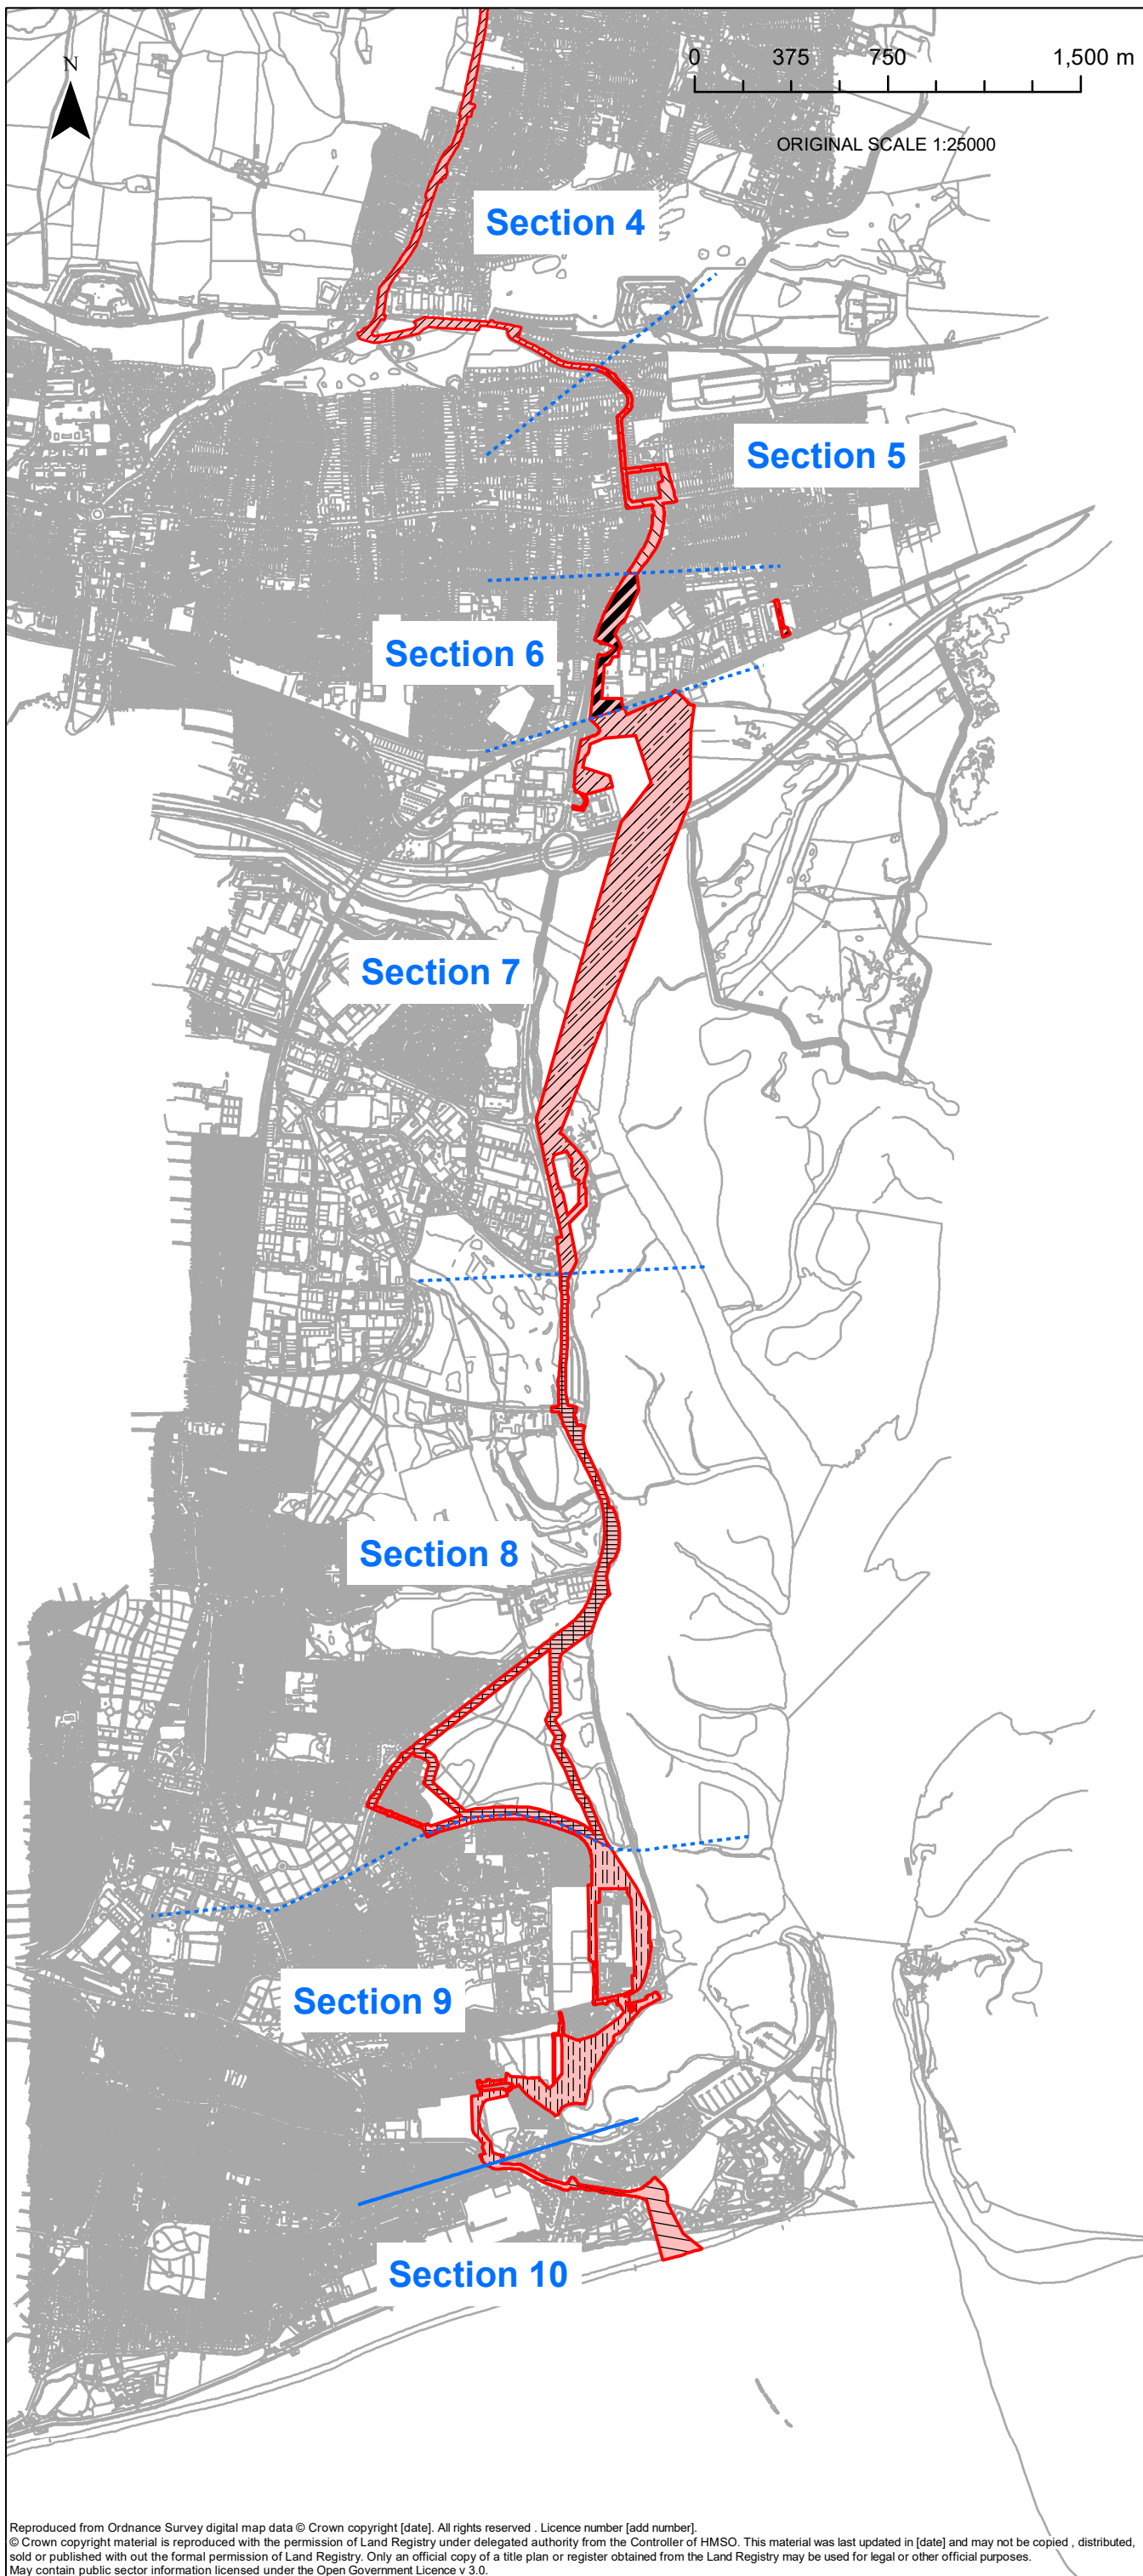 N
0 375 750 1,500 m
ORIGINAL SCALE 1:25000
Section 4
Section 5
Section 6
Section 7
Section 8
Section 9
Section 10
Reproduced from Ordnance Survey digital map data © Crown copyright [date]. All rights reserved . Licence number [add number].
© Crown copyright material is reproduced with the permission of Land Registry under delegated authority from the Controller of HMSO. This material was last updated in [date] and may not be copied , distributed,
sold or published with out the formal permission of Land Registry. Only an official copy of a title plan or register obtained from the Land Registry may be used for legal or other official purposes.
May contain public sector information licensed under the Open Government Licence v 3.0.